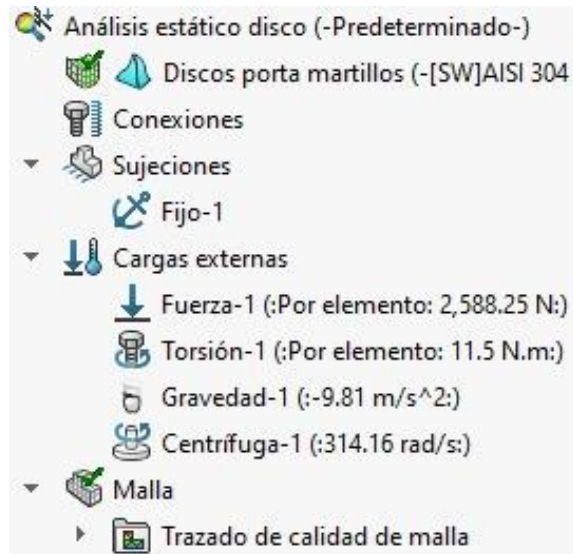 Análisis estático disco (-Predeterminado-)
Discos porta martillos (-[SW]AISI 304
Conexiones
Sujeciones
Fijo-1
Cargas externas
Fuerza-1 (:Por elemento: 2,588.25 N:)
Torsión-1 (:Por elemento: 11.5 N.m:)
Gravedad-1 (:-9.81 m/s^2:)
Centrífuga-1 (:314.16 rad/s:)
Malla
Trazado de calidad de malla